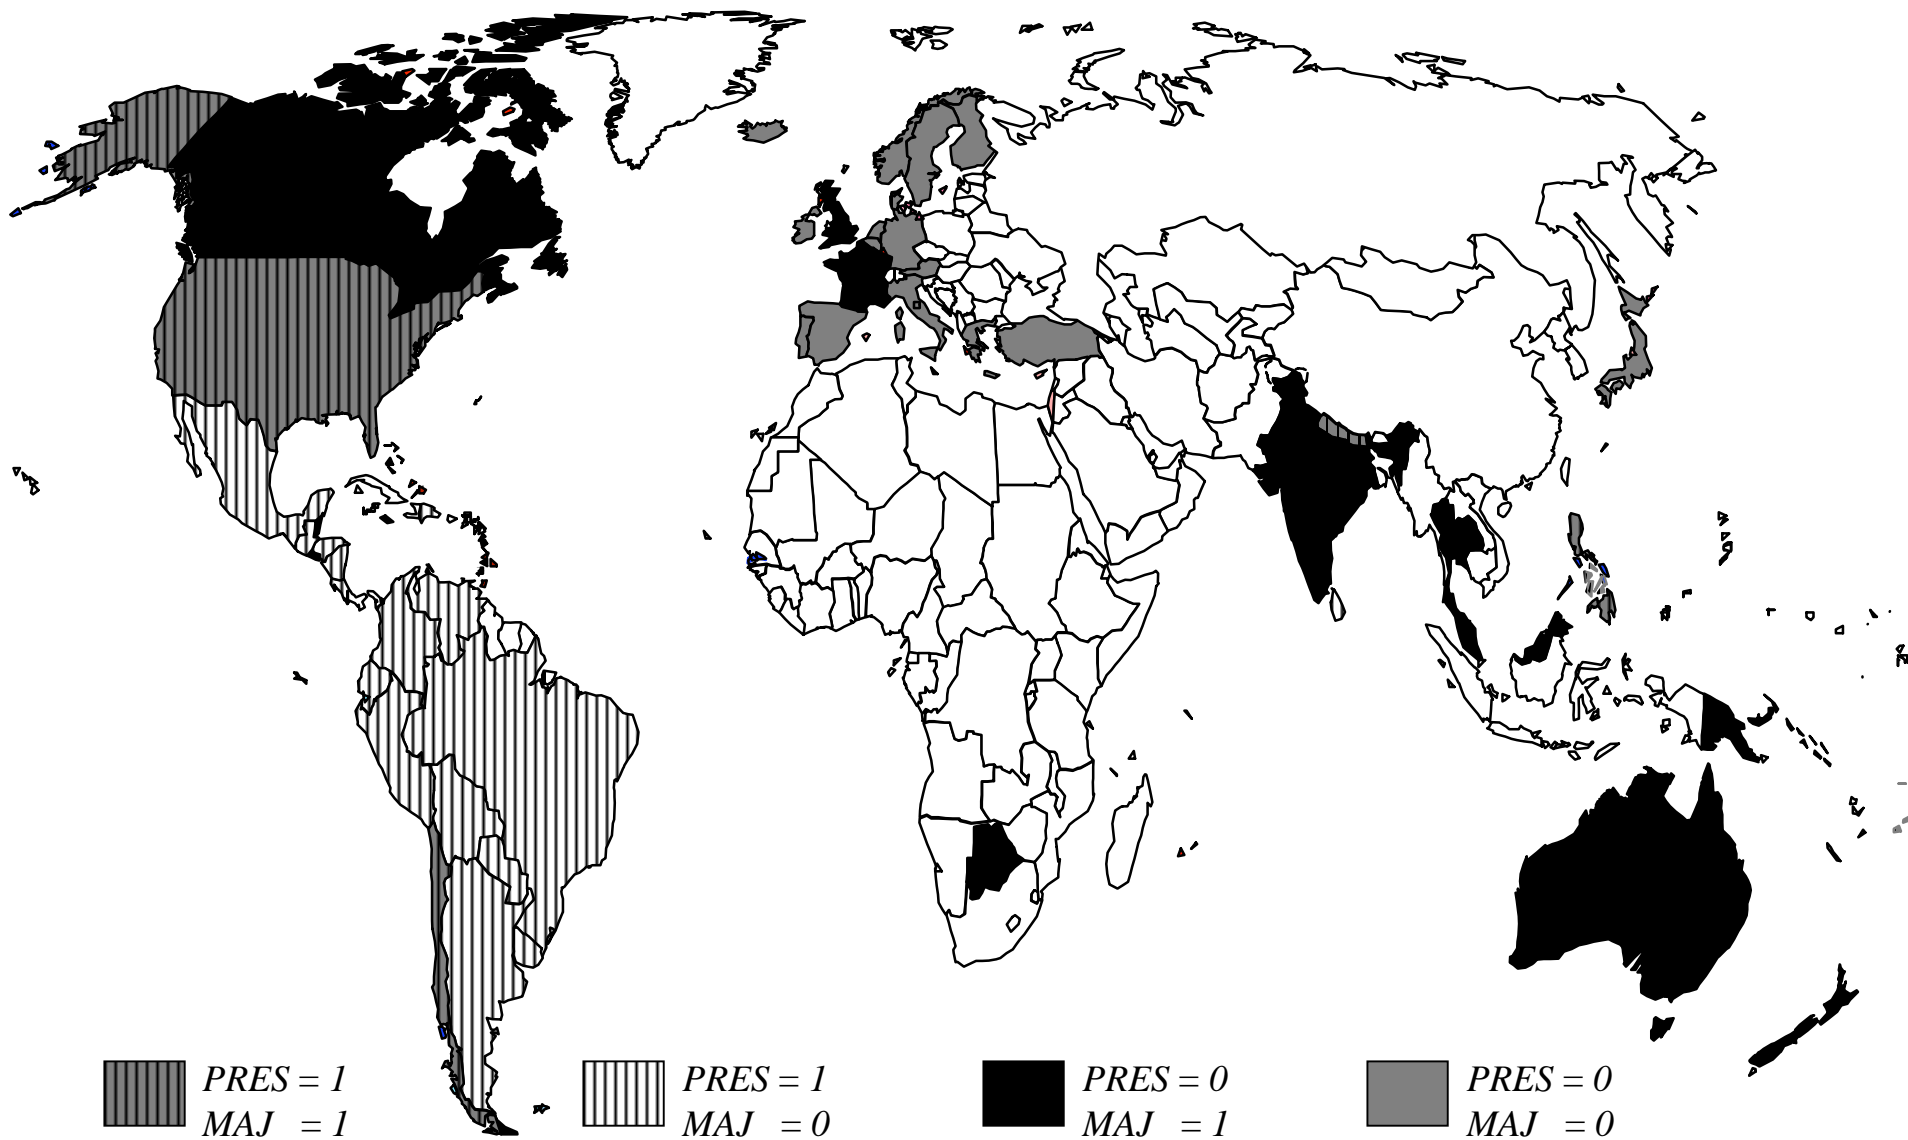 PRES = 1 PRES = 1 PRES = 0 PRES = 0
MAJ = 1 MAJ = 0 MAJ = 1 MAJ = 0